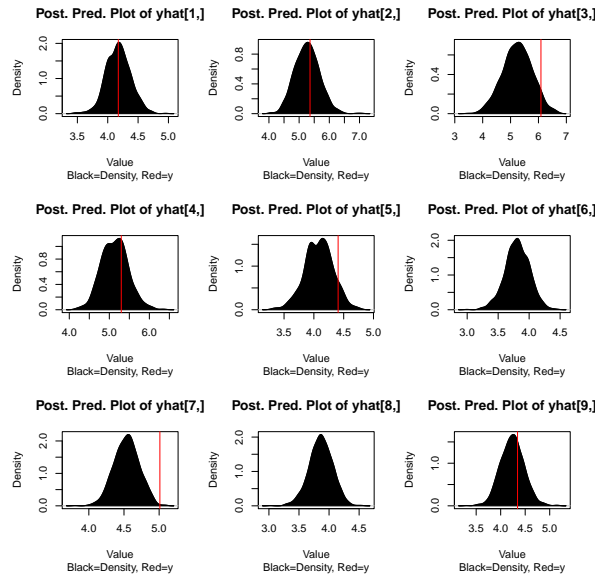 Post. Pred. Plot of yhat[1,]
Density
0.0 1.0 2.0
3.5 4.0 4.5 5.0
Value
Black=Density, Red=y
Post. Pred. Plot of yhat[2,]
Density
0.0 0.4 0.8
4.0 5.0 6.0 7.0
Value
Black=Density, Red=y
Post. Pred. Plot of yhat[3,]
Density
0.0 0.4
3 4 5 6 7
Value
Black=Density, Red=y
Post. Pred. Plot of yhat[4,]
Density
0.0 0.4 0.8
4.0 5.0 6.0
Value
Black=Density, Red=y
Post. Pred. Plot of yhat[5,]
Density
0.0 1.0
3.5 4.0 4.5 5.0
Value
Black=Density, Red=y
Post. Pred. Plot of yhat[6,]
Density
0.0 1.0 2.0
3.0 3.5 4.0 4.5
Value
Black=Density, Red=y
Post. Pred. Plot of yhat[7,]
Density
0.0 1.0 2.0
4.0 4.5 5.0
Value
Black=Density, Red=y
Post. Pred. Plot of yhat[8,]
Density
0.0 1.0
3.0 3.5 4.0 4.5
Value
Black=Density, Red=y
Post. Pred. Plot of yhat[9,]
Density
0.0 1.0
3.5 4.0 4.5 5.0
Value
Black=Density, Red=y